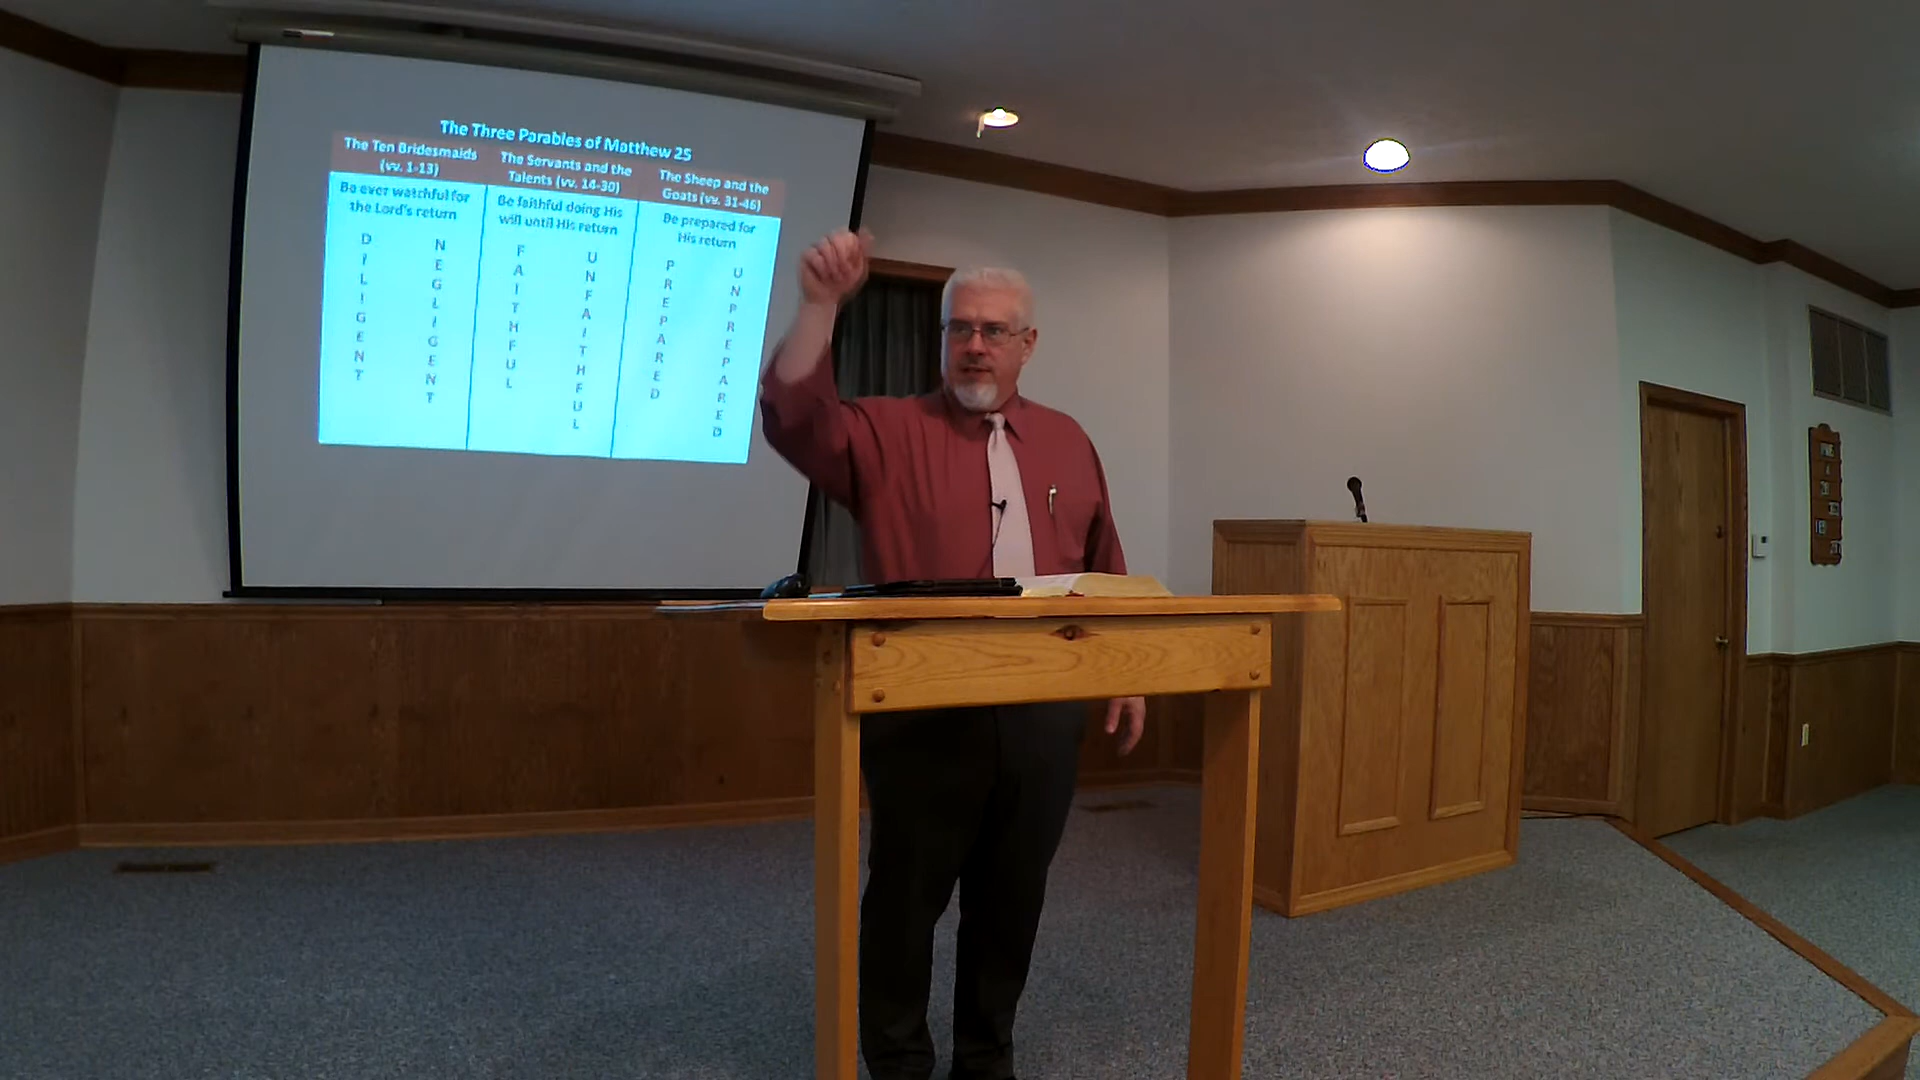 The Three Parables of Matthew 25
The Ten Bridesmaids
(vv. 1-13)
The Servants and the
Talents (vv. 14-30)
The Sheep and the
Goats (vv. 31-46)
Be ever watchful for
the Lord's return
Be faithful doing His
will until His return
Be prepared for
His return
DILIGENT
NEGLIGENT
FAITHFUL
UNFAITHFUL
PREPARED
UNPREPARED